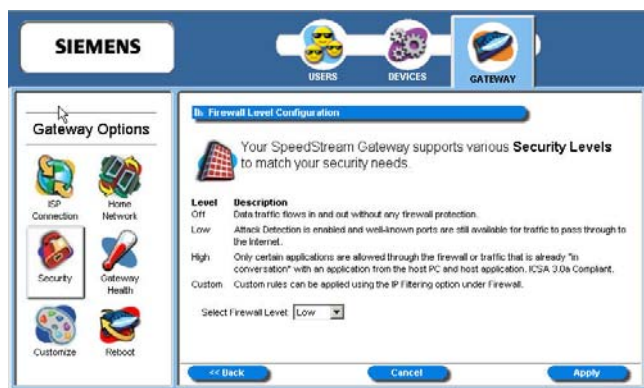 SIEMENS
USERS
DEVICES
GATEWAY
Gateway Options
ISP
Connection
Home
Network
Security
Gateway
Health
Customize
Reboot
Firewall Level Configuration
Your SpeedStream Gateway supports various Security Levels
to match your security needs.
Level Description
Off Data traffic flows in and out without any firewall protection.
Low Attack Detection is enabled and well-known ports are still available for traffic to pass through to
the Internet.
High Only certain applications are allowed through the firewall or traffic that is already "in
conversation" with an application from the host PC and host application. ICSA 3.0a Compliant.
Custom Custom rules can be applied using the IP Filtering option under Firewall.
Select Firewall Level: Low
<< Back
Cancel
Apply